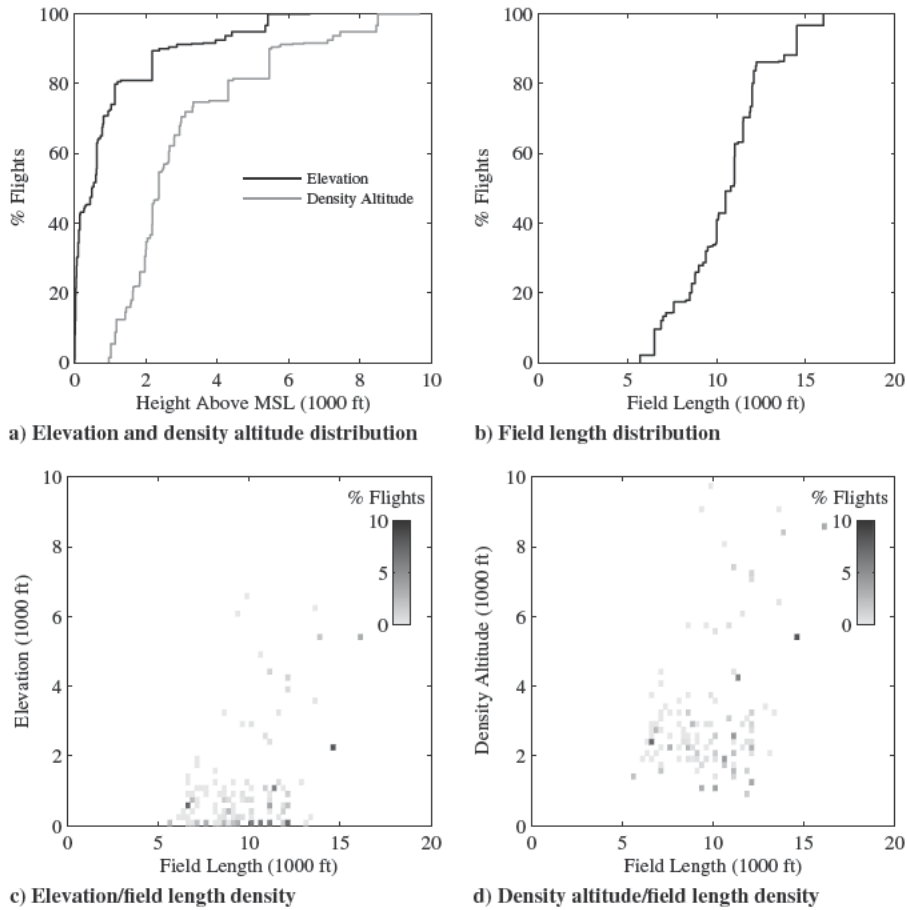 100
80
60
40
20
0
% Flights
Elevation
Density Altitude
0 2 4 6 8 10
Height Above MSL (1000 ft)
a) Elevation and density altitude distribution
100
80
60
40
20
0
% Flights
0 5 10 15 20
Field Length (1000 ft)
b) Field length distribution
10
8
6
4
2
0
Elevation (1000 ft)
% Flights
10
5
0
0 5 10 15 20
Field Length (1000 ft)
c) Elevation/field length density
10
8
6
4
2
0
Density Altitude (1000 ft)
% Flights
10
5
0
0 5 10 15 20
Field Length (1000 ft)
d) Density altitude/field length density